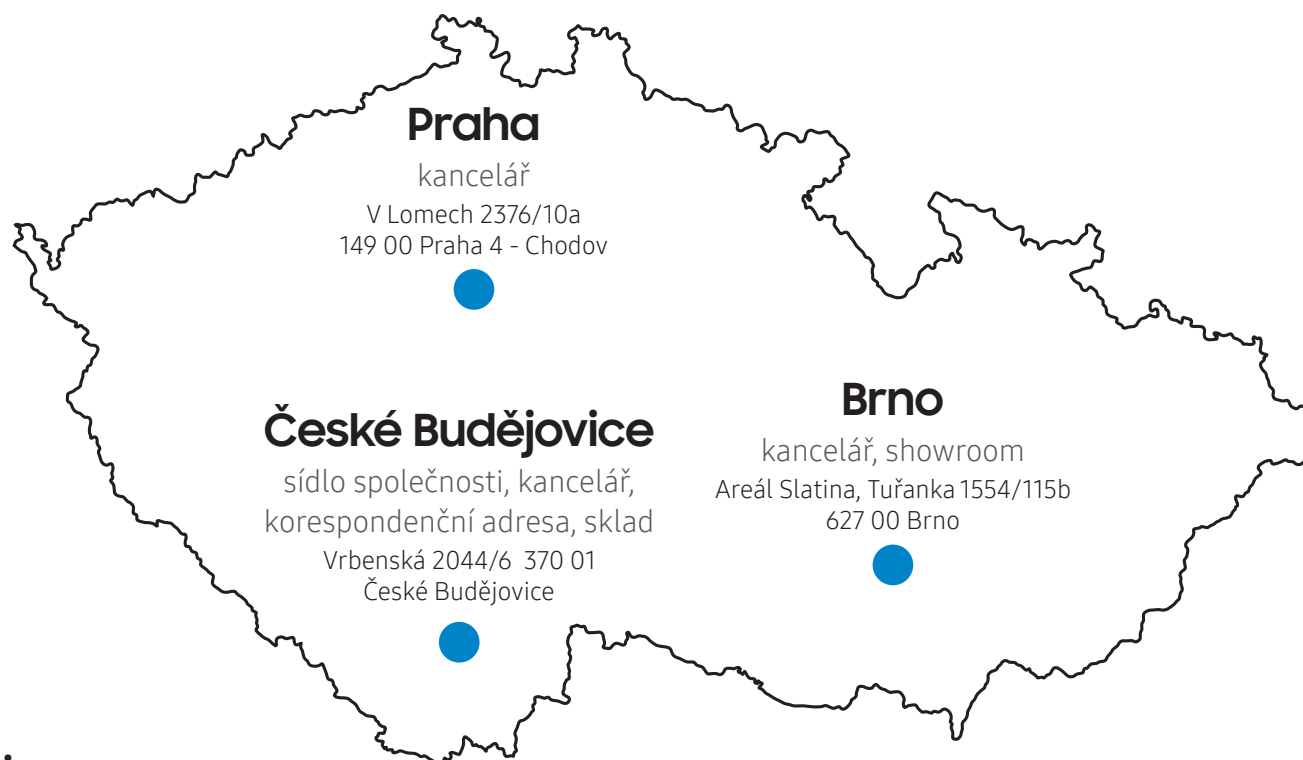 Praha
kancelář
V Lomech 2376/10a
149 00 Praha 4 - Chodov
České Budějovice
sídlo společnosti, kancelář,
korespondenční adresa, sklad
Vrbenská 2044/6 370 01
České Budějovice
Brno
kancelář, showroom
Areál Slatina, Tuřanka 1554/115b
627 00 Brno